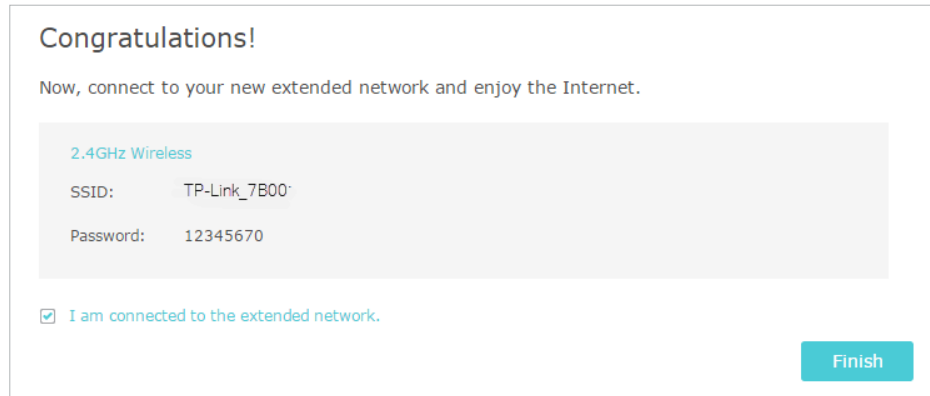 Congratulations!
Now, connect to your new extended network and enjoy the Internet.
2.4GHz Wireless
SSID: TP-Link_7B00
Password: 12345670
I am connected to the extended network.
Finish